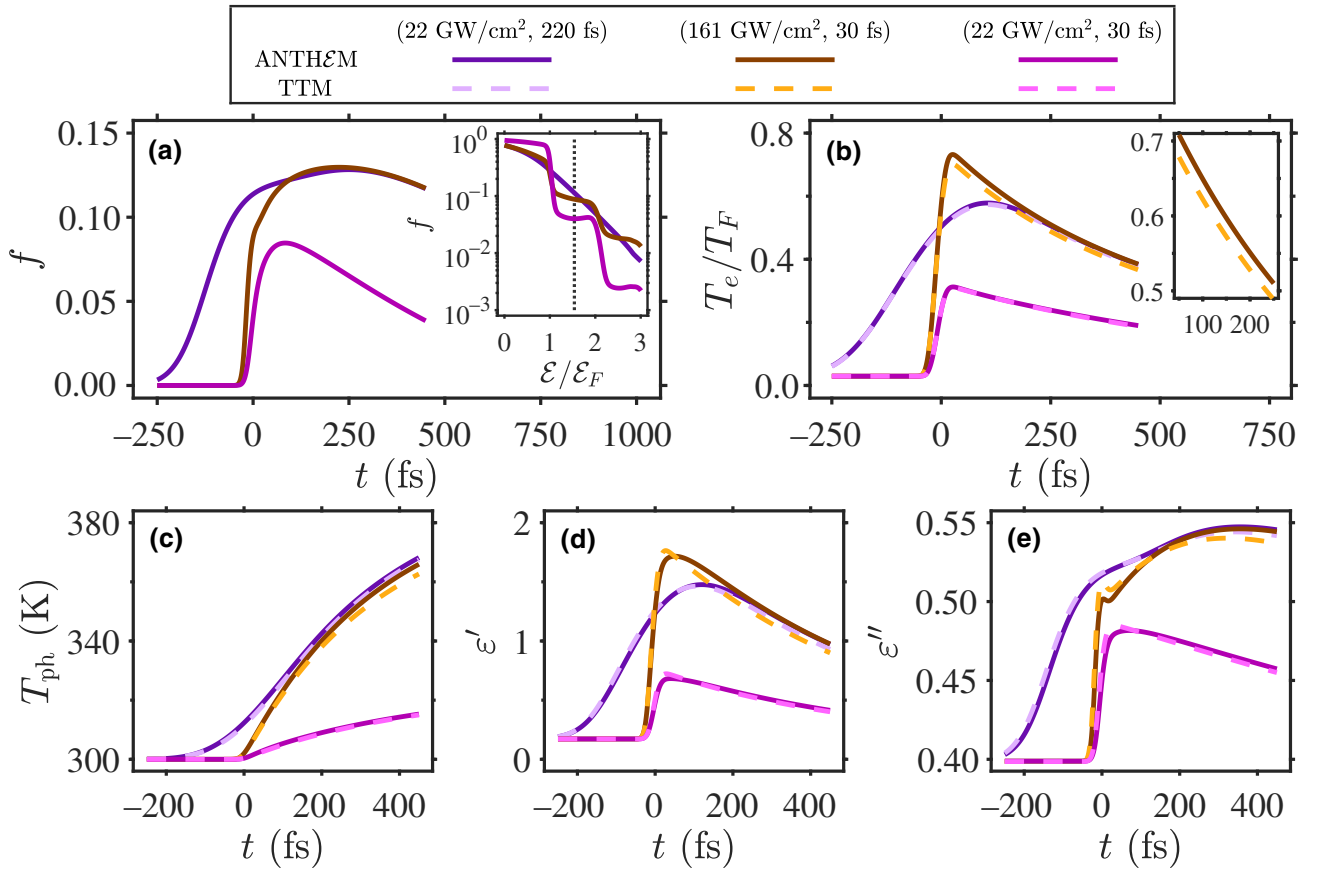 (22 GW/cm², 220 fs) (161 GW/cm², 30 fs) (22 GW/cm², 30 fs)
ANTHℰM
TTM
(a)
f
0.15
0.10
0.05
0.00
−250 0 250 500 750 1000
t (fs)
f
10⁰
10⁻¹
10⁻²
10⁻³
0 1 2 3
ℰ/ℰ_F
(b)
T_e/T_F
0.8
0.4
0.0
−250 0 250 500 750
t (fs)
0.7
0.6
0.5
100 200
(c)
T_ph (K)
380
340
300
−200 0 200 400
t (fs)
(d)
ε′
2
1
0
−200 0 200 400
t (fs)
(e)
ε″
0.55
0.50
0.45
0.40
−200 0 200 400
t (fs)